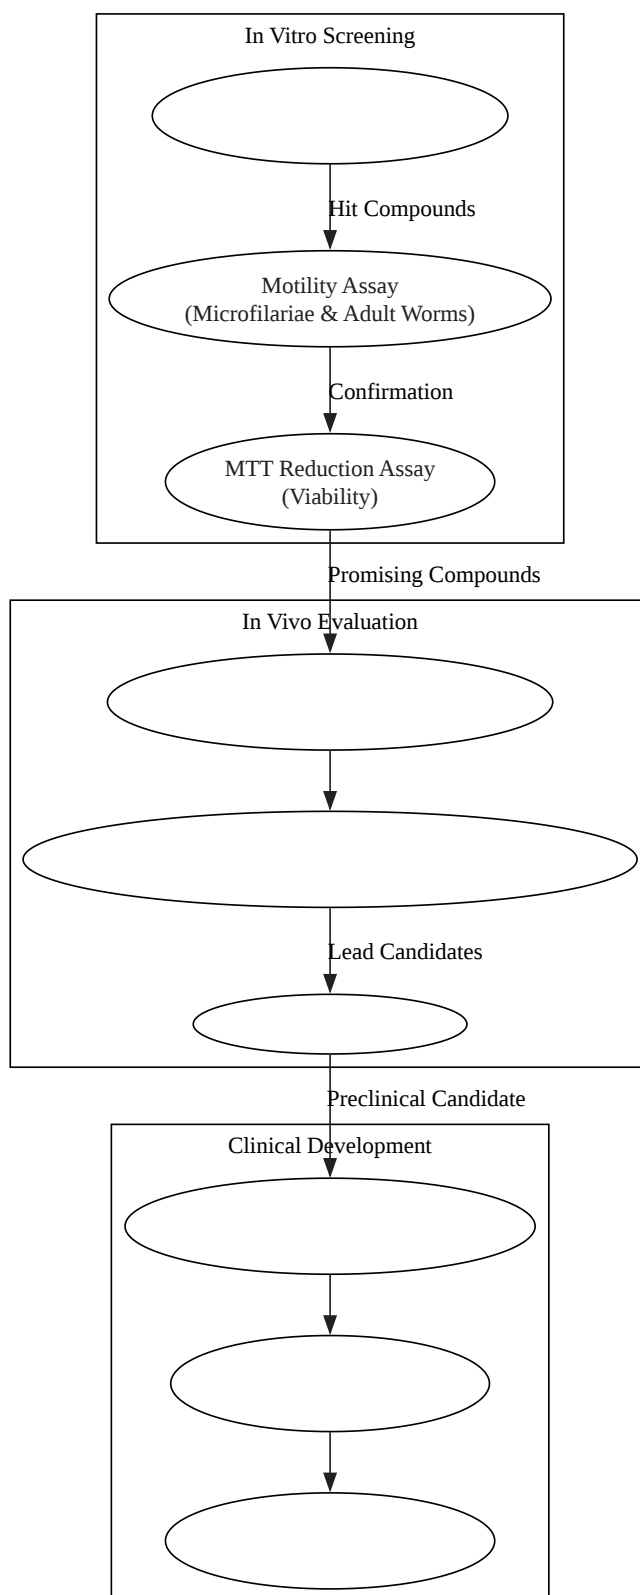 In Vitro Screening
Hit Compounds
Motility Assay
(Microfilariae & Adult Worms)
Confirmation
MTT Reduction Assay
(Viability)
Promising Compounds
In Vivo Evaluation
Lead Candidates
Preclinical Candidate
Clinical Development